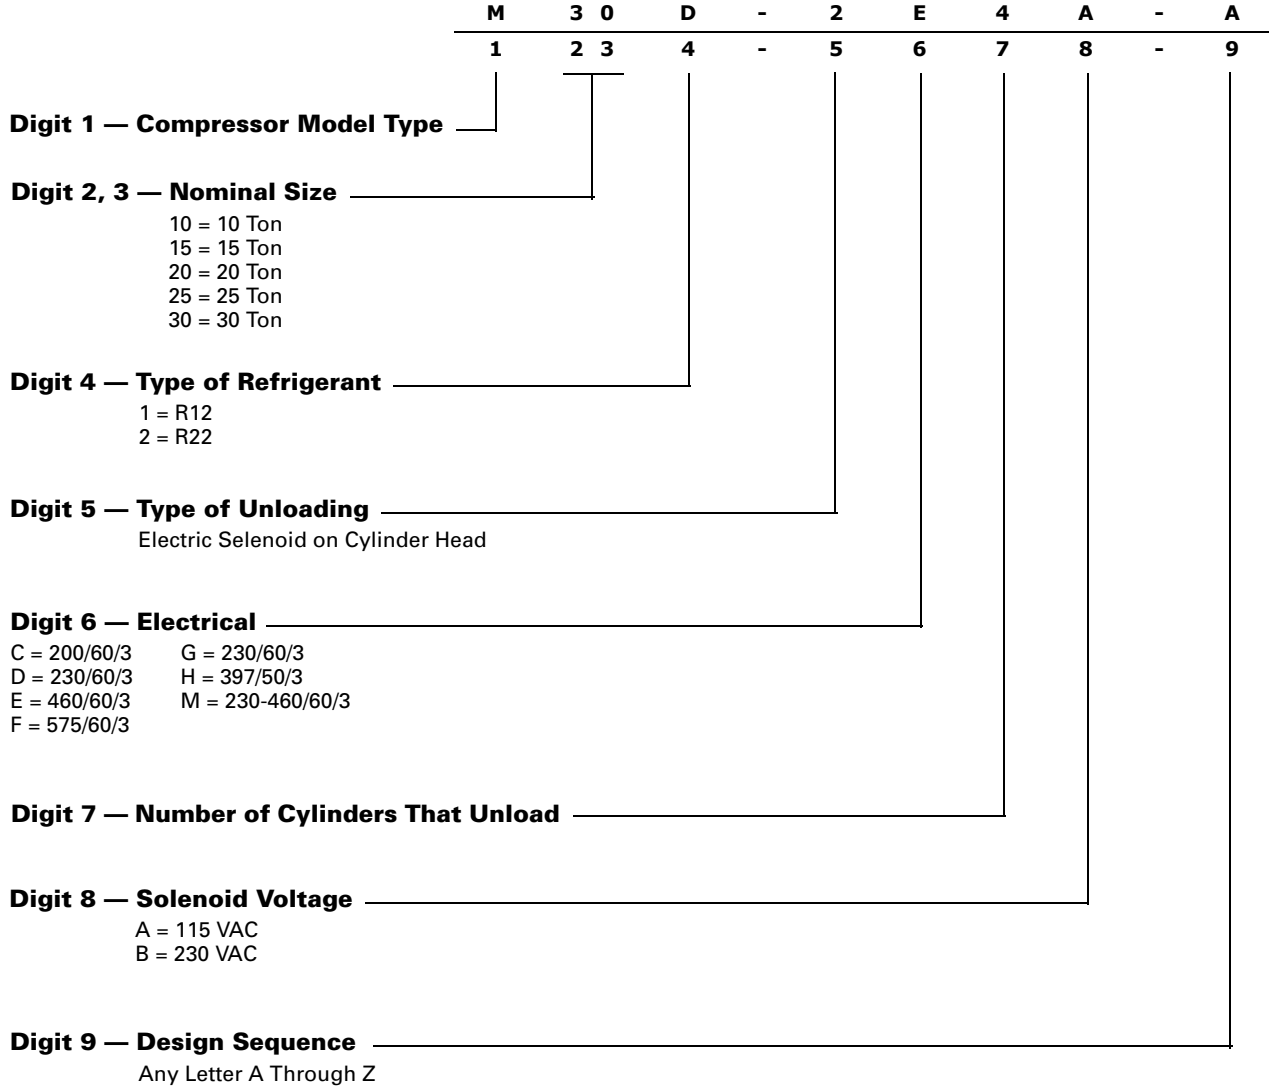 M 3 0 D - 2 E 4 A - A
1 2 3 4 - 5 6 7 8 - 9
Digit 1 — Compressor Model Type
Digit 2, 3 — Nominal Size
10 = 10 Ton
15 = 15 Ton
20 = 20 Ton
25 = 25 Ton
30 = 30 Ton
Digit 4 — Type of Refrigerant
1 = R12
2 = R22
Digit 5 — Type of Unloading
Electric Selenoid on Cylinder Head
Digit 6 — Electrical
C = 200/60/3 G = 230/60/3
D = 230/60/3 H = 397/50/3
E = 460/60/3 M = 230-460/60/3
F = 575/60/3
Digit 7 — Number of Cylinders That Unload
Digit 8 — Solenoid Voltage
A = 115 VAC
B = 230 VAC
Digit 9 — Design Sequence
Any Letter A Through Z